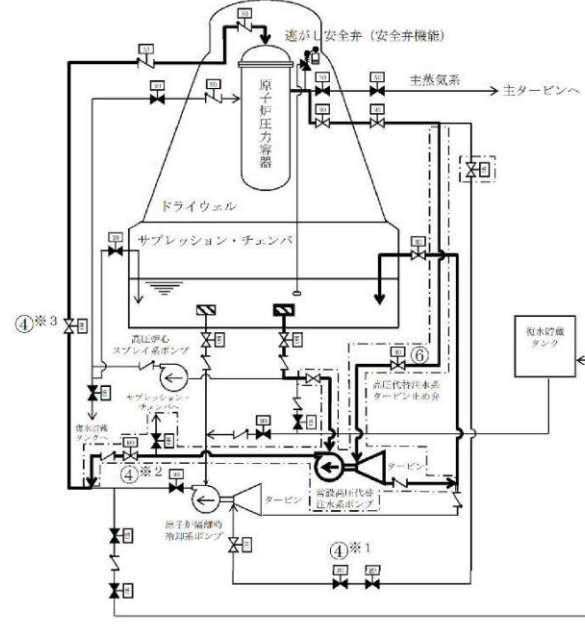 逃がし安全弁（安全弁機能）
主蒸気系
主タービンへ
原子炉圧力容器
ドライウェル
サプレッション・チェンバ
④※3
高圧炉心
スプレイ系ポンプ
⑥
高圧代替注水系
タービン止め弁
復水貯蔵
タンク
復水貯蔵
タンクへ
サプレッション・
チェンバへ
④※2
タービン
常設高圧代替
注水系ポンプ
タービン
原子炉隔離時
冷却系ポンプ
④※1